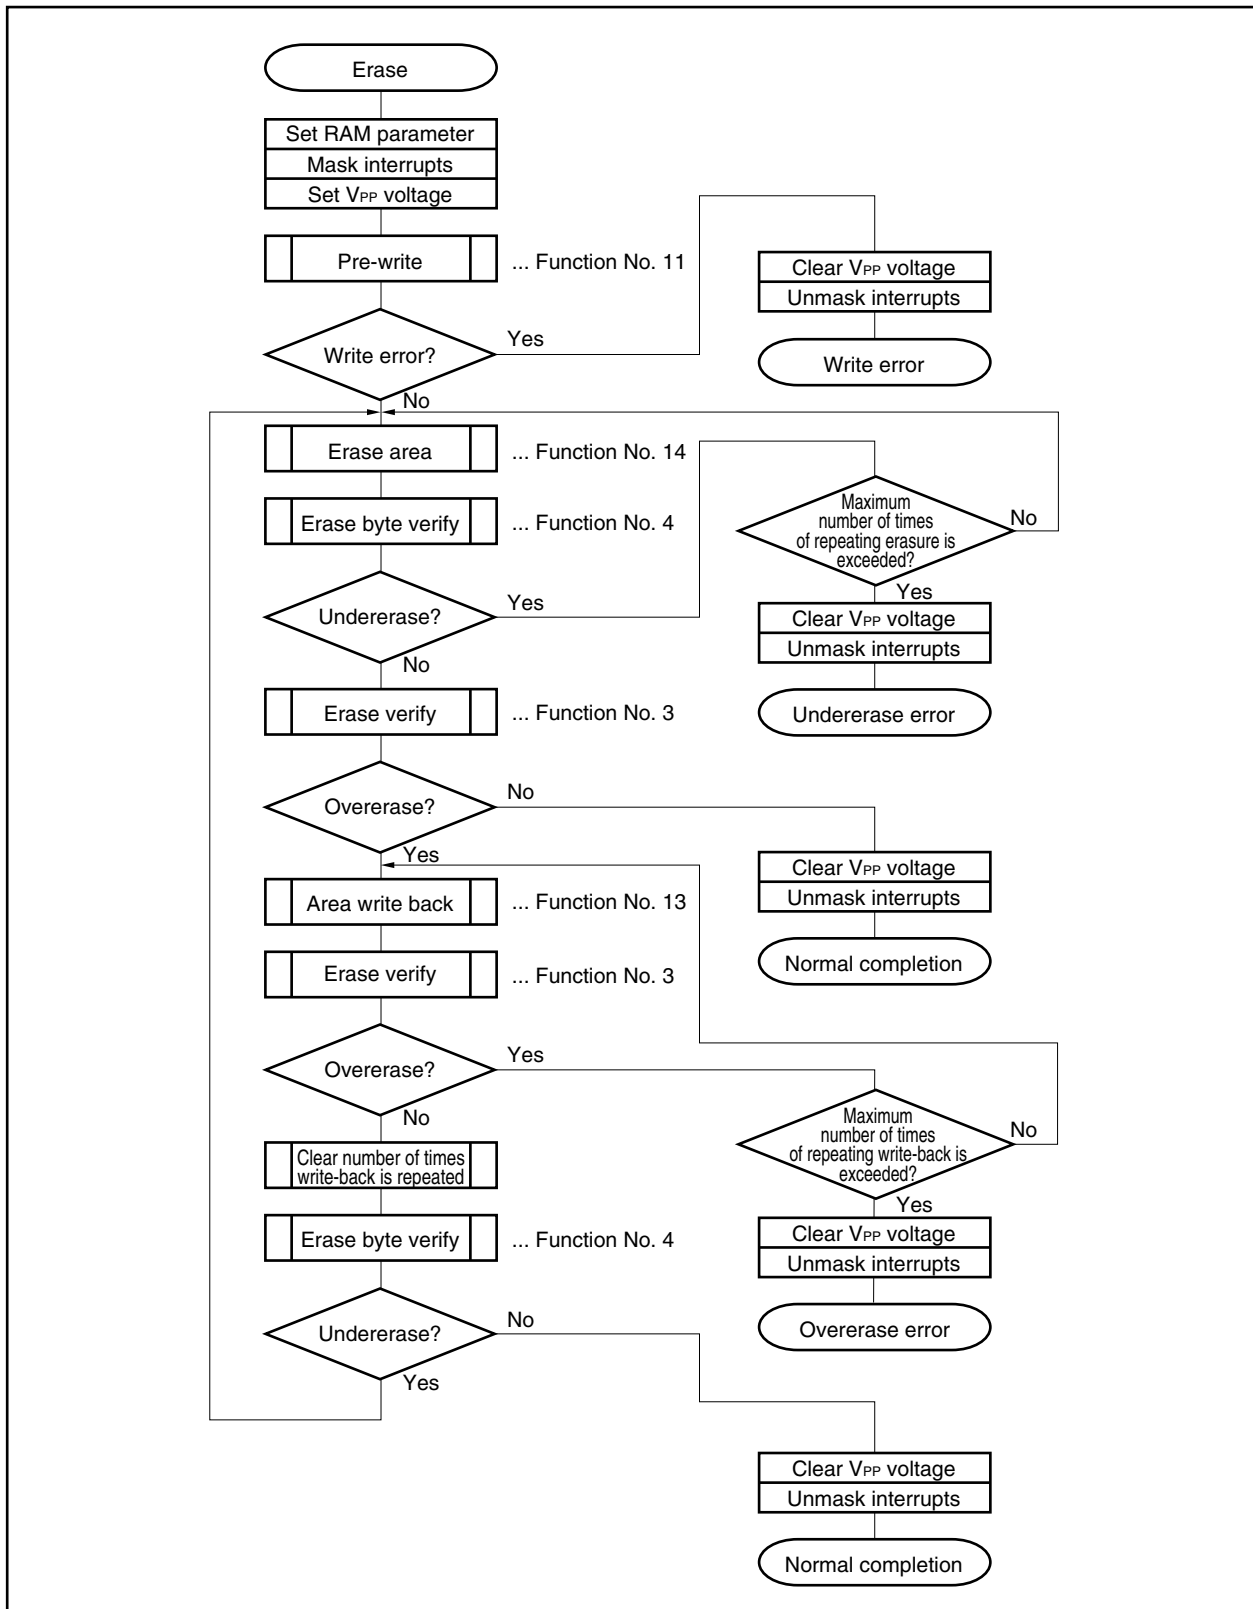 Erase
Set RAM parameter
Mask interrupts
Set VPP voltage
Pre-write
... Function No. 11
Clear VPP voltage
Unmask interrupts
Write error?
Yes
Write error
No
Erase area
... Function No. 14
Erase byte verify
... Function No. 4
Maximum
number of times
of repeating erasure is
exceeded?
No
Undererase?
Yes
Yes
Clear VPP voltage
Unmask interrupts
No
Erase verify
... Function No. 3
Undererase error
Overerase?
No
Yes
Clear VPP voltage
Unmask interrupts
Area write back
... Function No. 13
Normal completion
Erase verify
... Function No. 3
Overerase?
Yes
No
Maximum
number of times
of repeating write-back is
exceeded?
No
Clear number of times
write-back is repeated
Yes
Clear VPP voltage
Unmask interrupts
Erase byte verify
... Function No. 4
Undererase?
No
Overerase error
Yes
Clear VPP voltage
Unmask interrupts
Normal completion